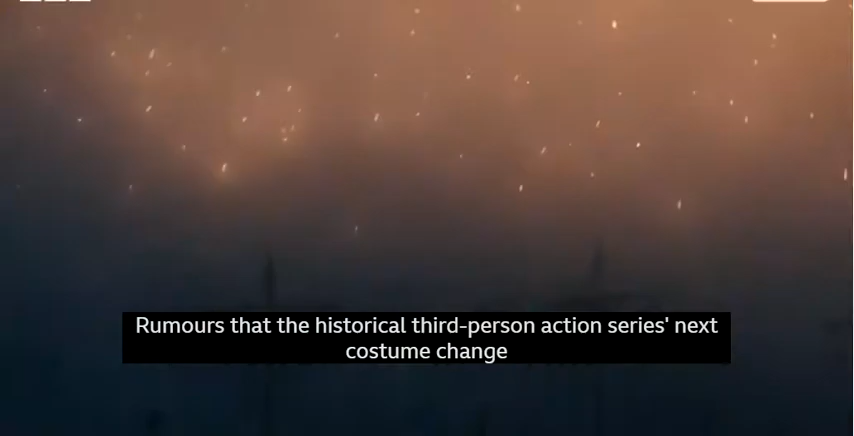 Rumours that the historical third-person action series' next
costume change